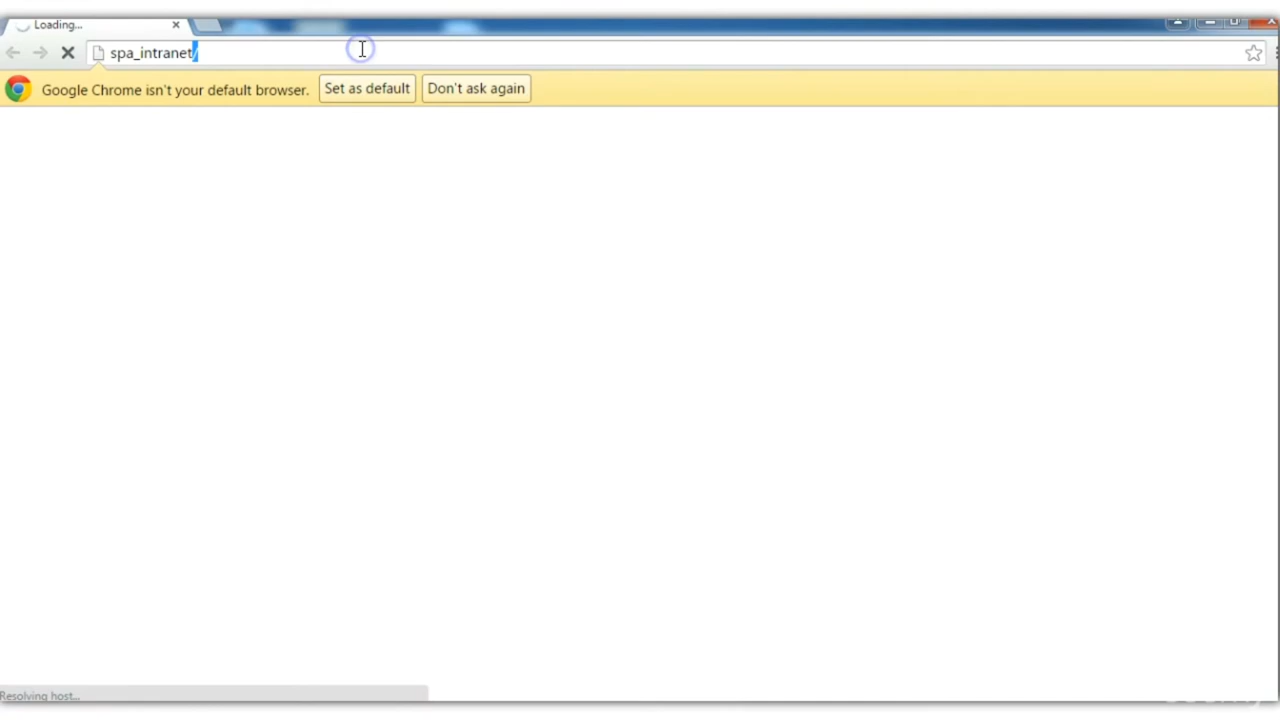 Loading...
spa_intranet/
Google Chrome isn't your default browser. Set as default Don't ask again
Resolving host...